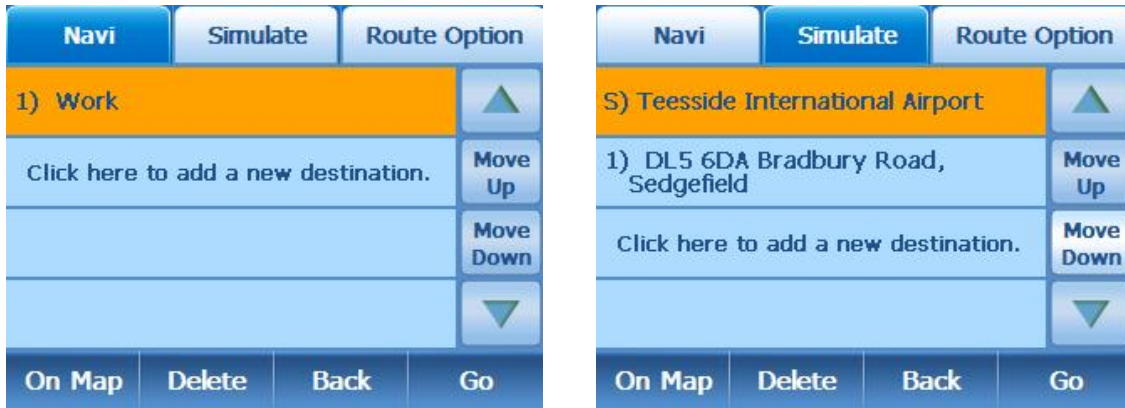 Navi Simulate Route Option
1) Work
Click here to add a new destination.
Move Up
Move Down
On Map Delete Back Go
Navi Simulate Route Option
S) Teesside International Airport
1) DL5 6DA Bradbury Road,
Sedgefield
Move Up
Click here to add a new destination.
Move Down
On Map Delete Back Go